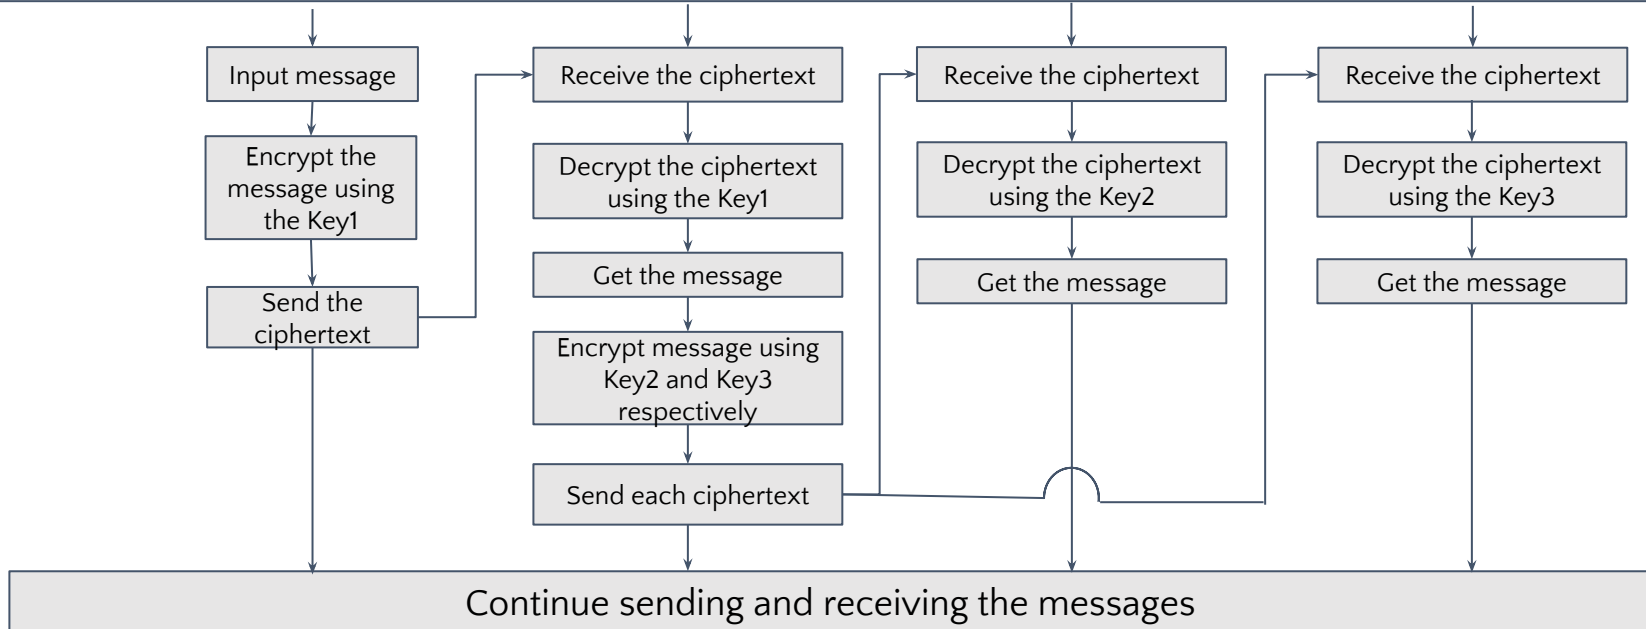 Input message
Encrypt the
message using
the Key1
Send the
ciphertext
Receive the ciphertext
Decrypt the ciphertext
using the Key1
Get the message
Encrypt message using
Key2 and Key3
respectively
Send each ciphertext
Receive the ciphertext
Decrypt the ciphertext
using the Key2
Get the message
Receive the ciphertext
Decrypt the ciphertext
using the Key3
Get the message
Continue sending and receiving the messages